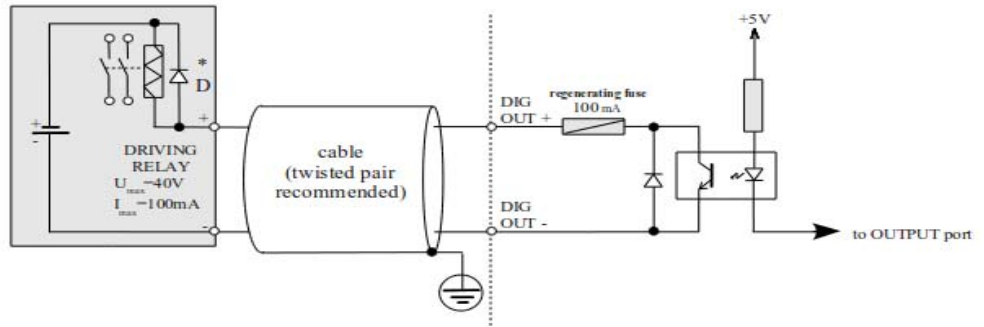 *
D
+
-
+
-
DRIVING
RELAY
U max =40V
I max =100mA
cable
(twisted pair
recommended)
DIG
OUT +
regenerating fuse
100 mA
DIG
OUT -
+5V
to OUTPUT port